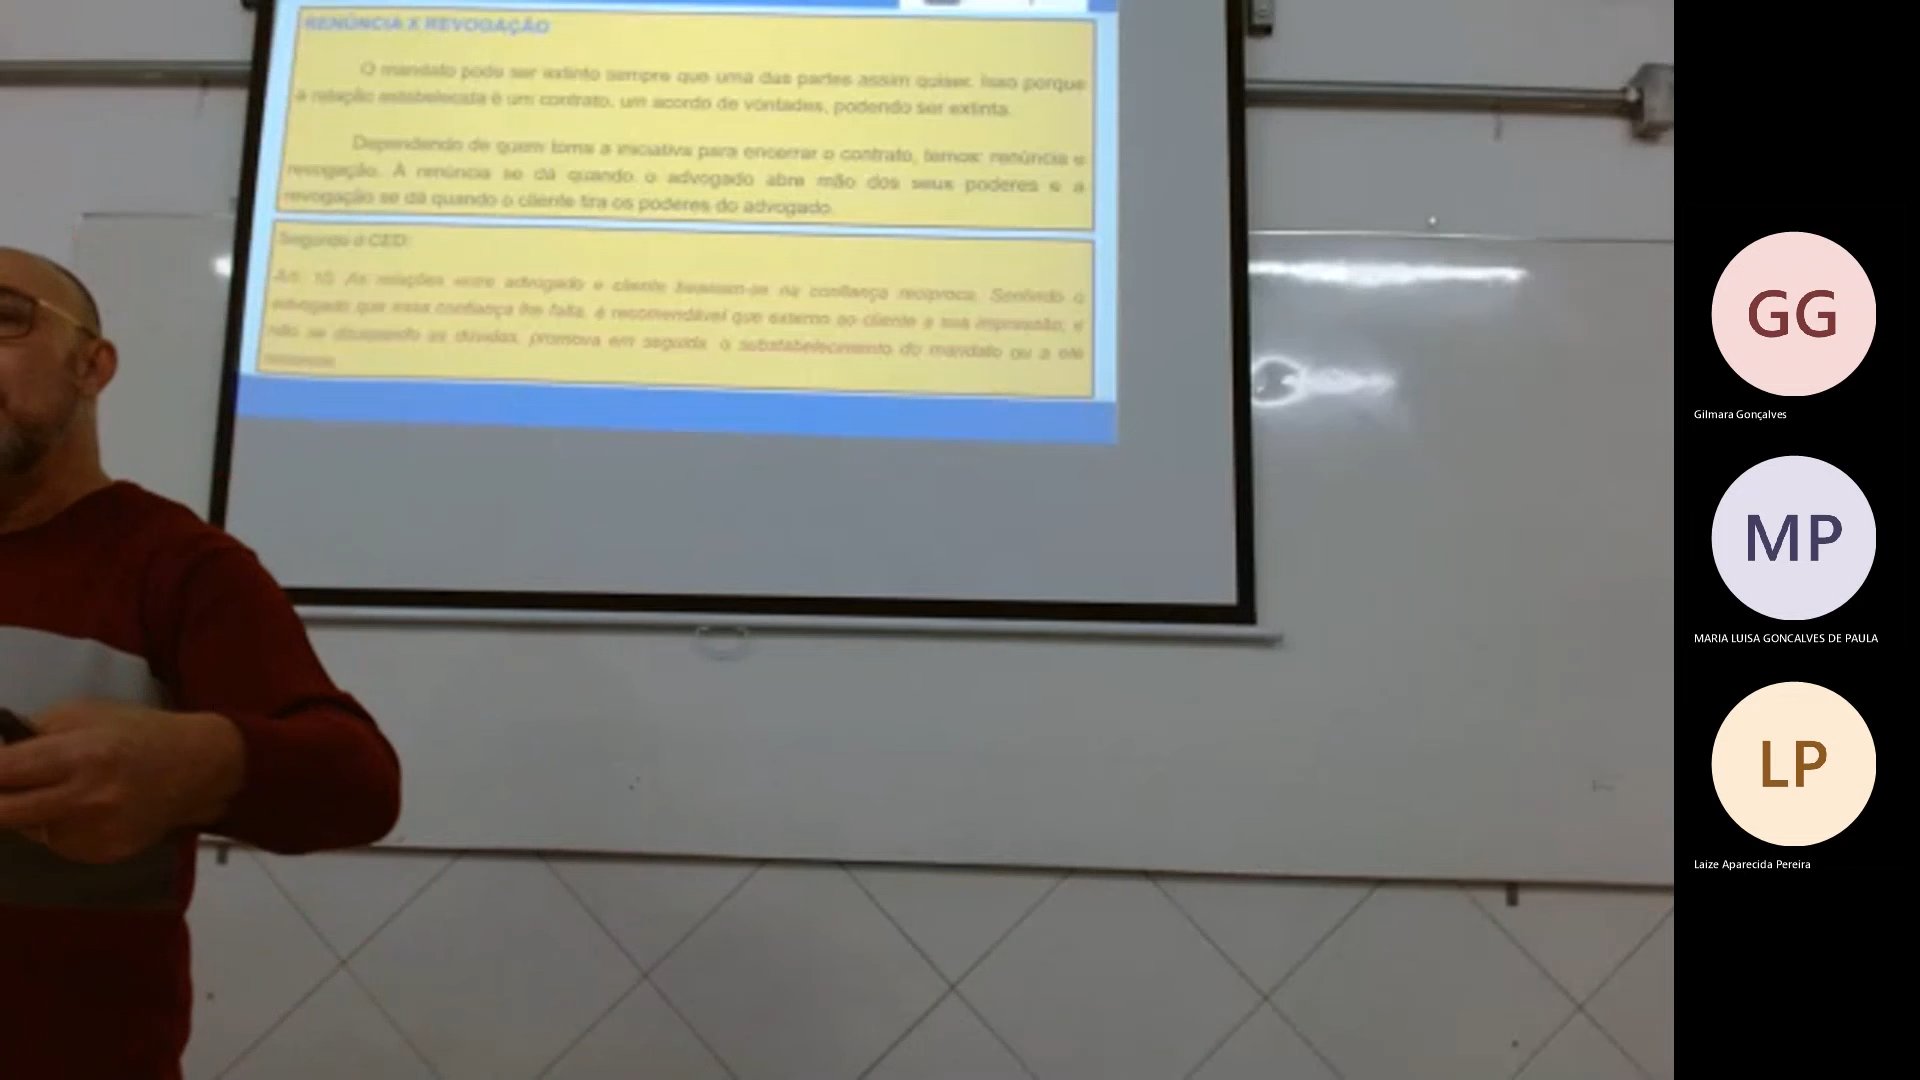 RENÚNCIA X REVOGAÇÃO
O mandato pode ser extinto sempre que uma das partes assim quiser. Isso porque
a relação estabelecida é um contrato, um acordo de vontades, podendo ser extinta.
Dependendo de quem toma a iniciativa para encerrar o contrato, temos: renúncia e
revogação. A renúncia se dá quando o advogado abre mão dos seus poderes e a
revogação se dá quando o cliente tira os poderes do advogado.
Segundo o CED:
Art. 10. As relações entre advogado e cliente baseiam-se na confiança recíproca. Sentindo o
advogado que essa confiança lhe falta, é recomendável que externe ao cliente a sua impressão, e
não se dissipando as dúvidas, promova em seguida, o substabelecimento do mandato ou a ele
renuncie.
GG
Gilmara Gonçalves
MP
MARIA LUISA GONCALVES DE PAULA
LP
Laize Aparecida Pereira